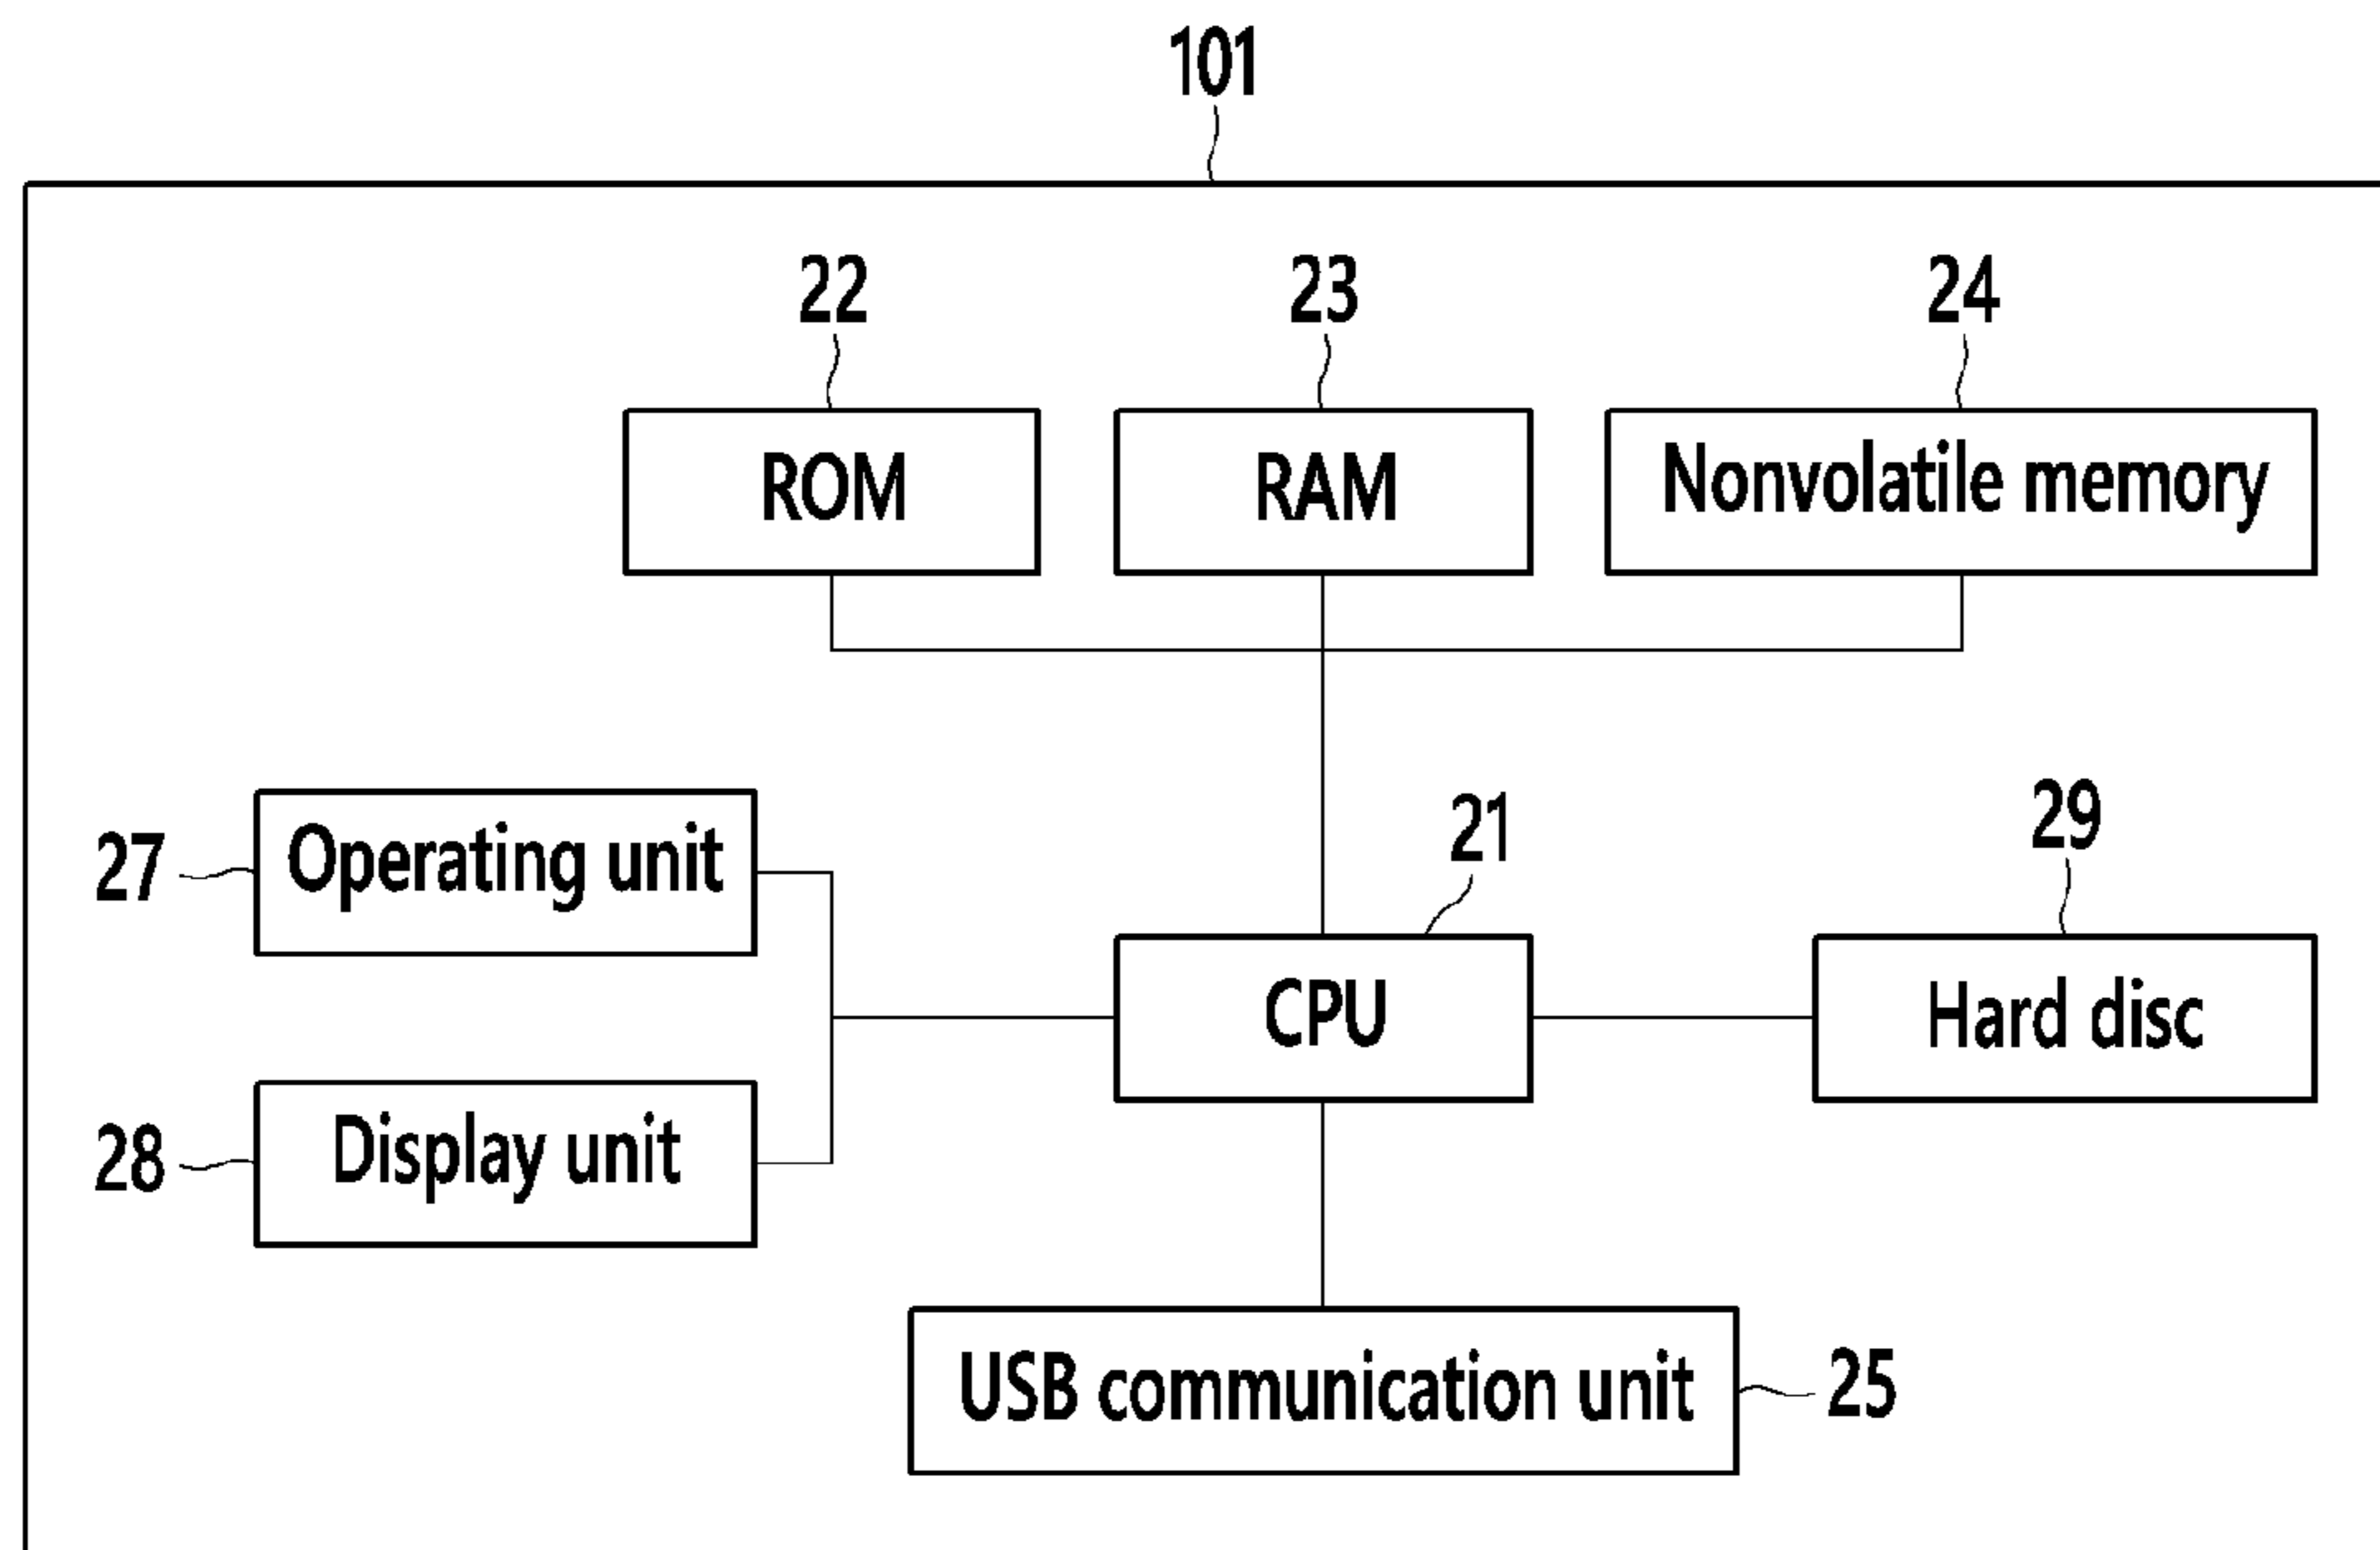 101
22
23
24
ROM
RAM
Nonvolatile memory
27
Operating unit
21
29
CPU
Hard disc
28
Display unit
USB communication unit
25